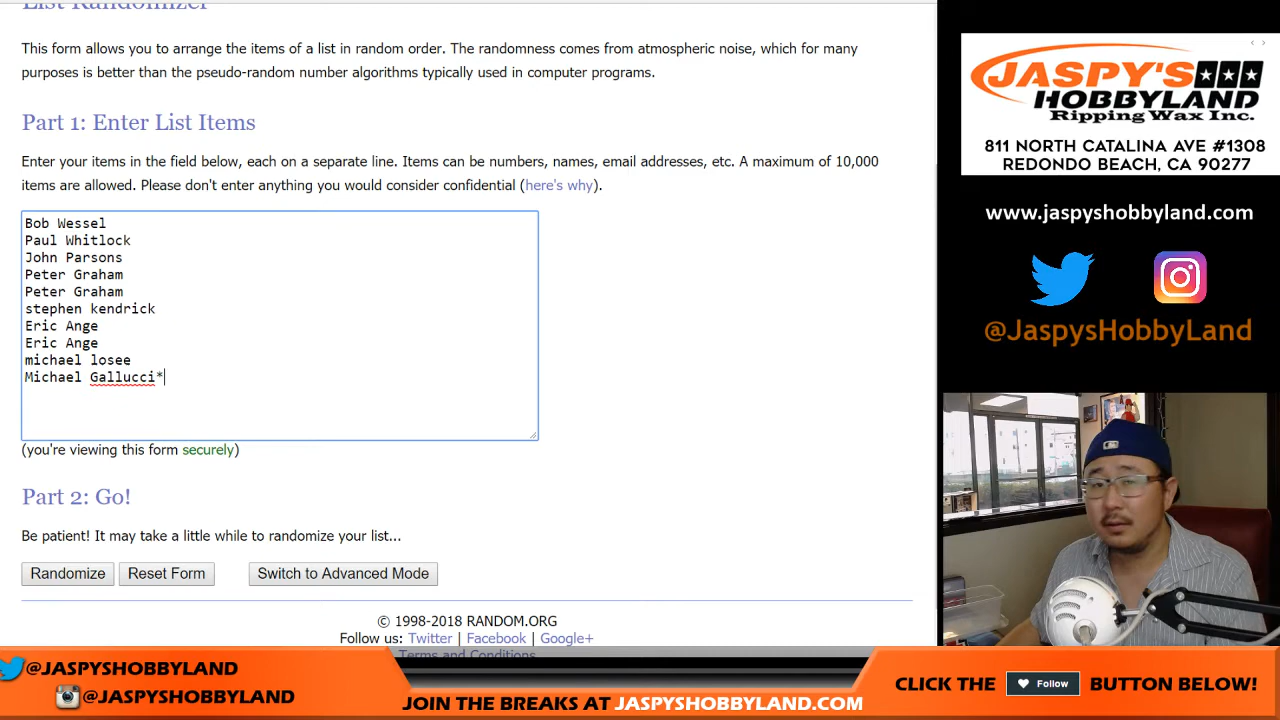 List Randomizer
This form allows you to arrange the items of a list in random order. The randomness comes from atmospheric noise, which for many
purposes is better than the pseudo-random number algorithms typically used in computer programs.
Part 1: Enter List Items
Enter your items in the field below, each on a separate line. Items can be numbers, names, email addresses, etc. A maximum of 10,000
items are allowed. Please don't enter anything you would consider confidential (here's why).
Bob Wessel
Paul Whitlock
John Parsons
Peter Graham
Peter Graham
stephen kendrick
Eric Ange
Eric Ange
michael losee
Michael Gallucci*
(you're viewing this form securely)
Part 2: Go!
Be patient! It may take a little while to randomize your list...
Randomize Reset Form Switch to Advanced Mode
© 1998-2018 RANDOM.ORG
Follow us: Twitter | Facebook | Google+
Terms and Conditions
JASPY'S
HOBBYLAND
Ripping Wax Inc.
811 NORTH CATALINA AVE #1308
REDONDO BEACH, CA 90277
www.jaspyshobbyland.com
@JaspysHobbyLand
@JASPYSHOBBYLAND
@JASPYSHOBBYLAND
JOIN THE BREAKS AT JASPYSHOBBYLAND.COM
CLICK THE Follow BUTTON BELOW!